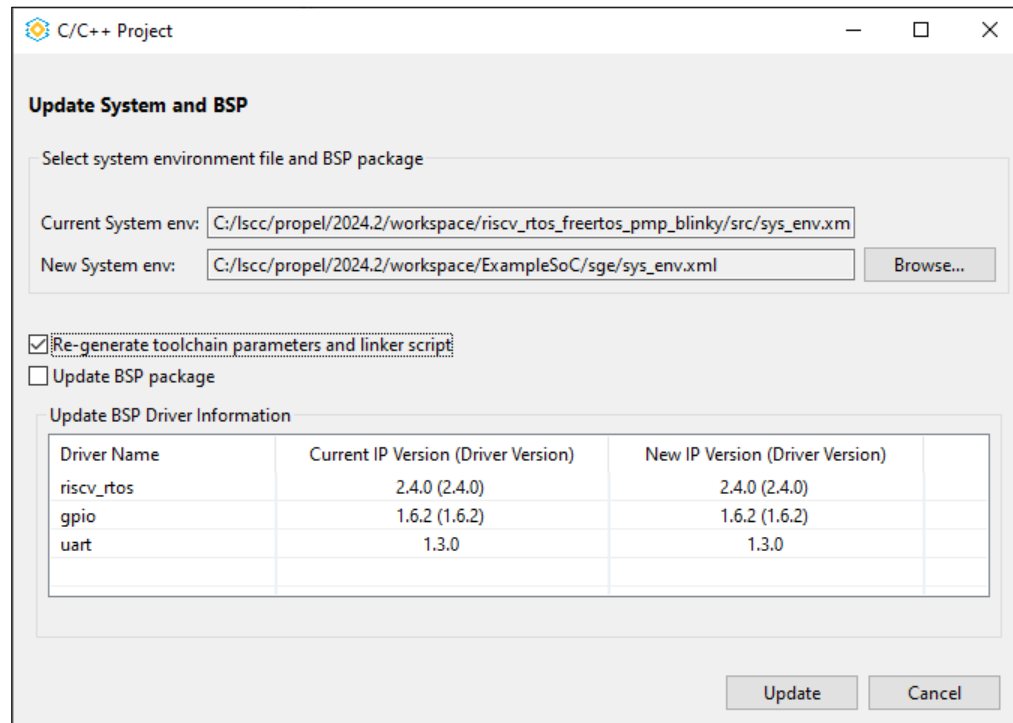 C/C++ Project
Update System and BSP
Select system environment file and BSP package
Current System env: C:/lscc/propel/2024.2/workspace/riscv_rtos_freertos_pmp_blinky/src/sys_env.xm
New System env: C:/lscc/propel/2024.2/workspace/ExampleSoC/sge/sys_env.xml Browse...
Re-generate toolchain parameters and linker script
Update BSP package
Update BSP Driver Information
Driver Name Current IP Version (Driver Version) New IP Version (Driver Version)
riscv_rtos 2.4.0 (2.4.0) 2.4.0 (2.4.0)
gpio 1.6.2 (1.6.2) 1.6.2 (1.6.2)
uart 1.3.0 1.3.0
Update Cancel